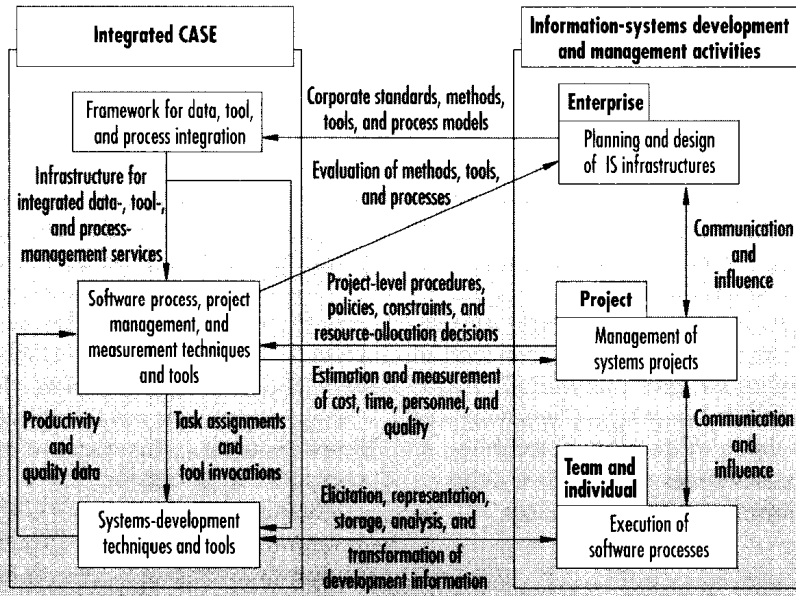 Integrated CASE
Information-systems development
and management activities
Framework for data, tool,
and process integration
Corporate standards, methods,
tools, and process models
Enterprise
Planning and design
of IS infrastructures
Infrastructure for
integrated data-, tool-,
and process-
management services
Evaluation of methods, tools,
and processes
Communication
and
influence
Software process, project
management, and
measurement techniques
and tools
Project-level procedures,
policies, constraints, and
resource-allocation decisions
Project
Management of
systems projects
Estimation and measurement
of cost, time, personnel, and
quality
Productivity
and
quality data
Task assignments
and
tool invocations
Communication
and
influence
Team and
individual
Systems-development
techniques and tools
Elicitation, representation,
storage, analysis, and
transformation of
development information
Execution of
software processes